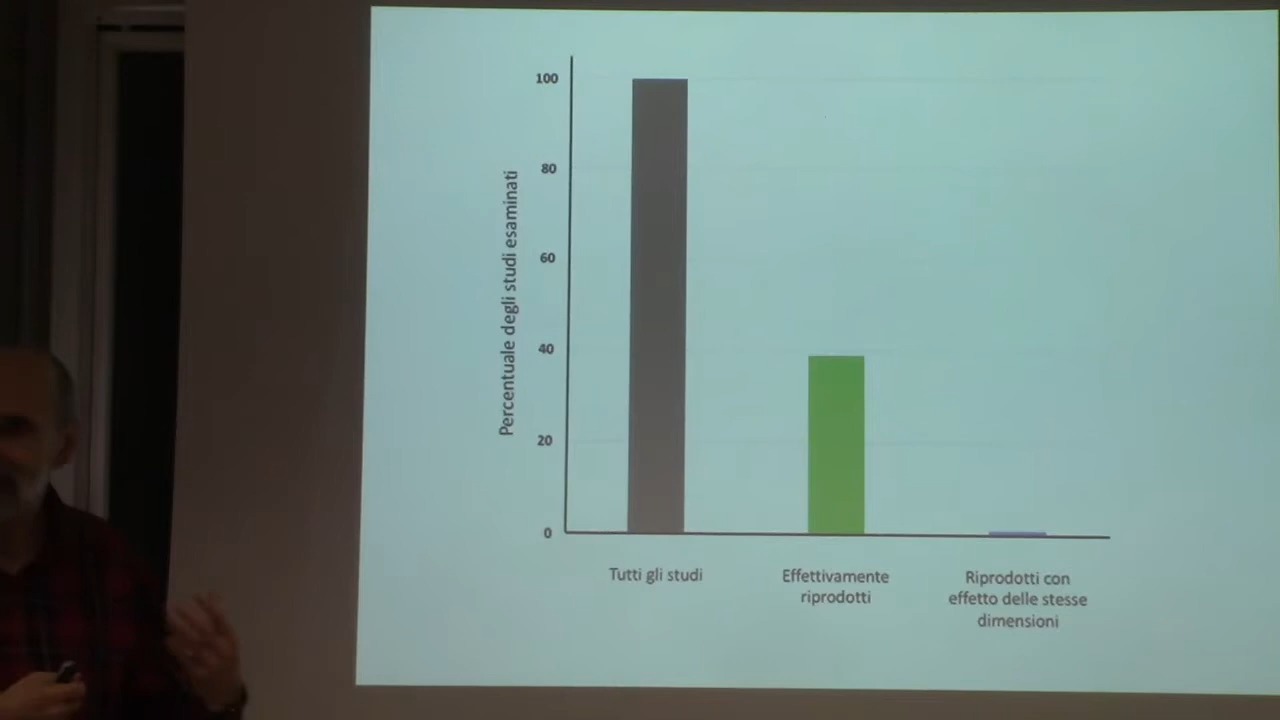 Percentuale degli studi esaminati
100
80
60
40
20
0
Tutti gli studi
Effettivamente
riprodotti
Riprodotti con
effetto delle stesse
dimensioni